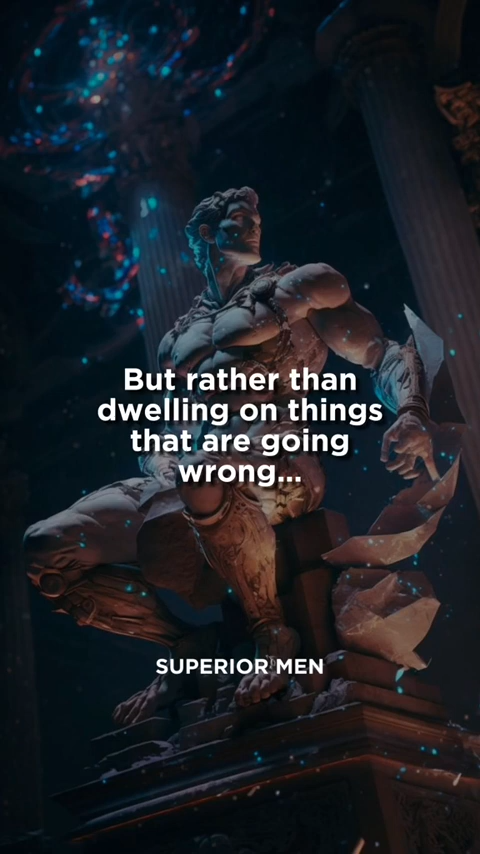 But rather than
dwelling on things
that are going
wrong...
SUPERIOR MEN